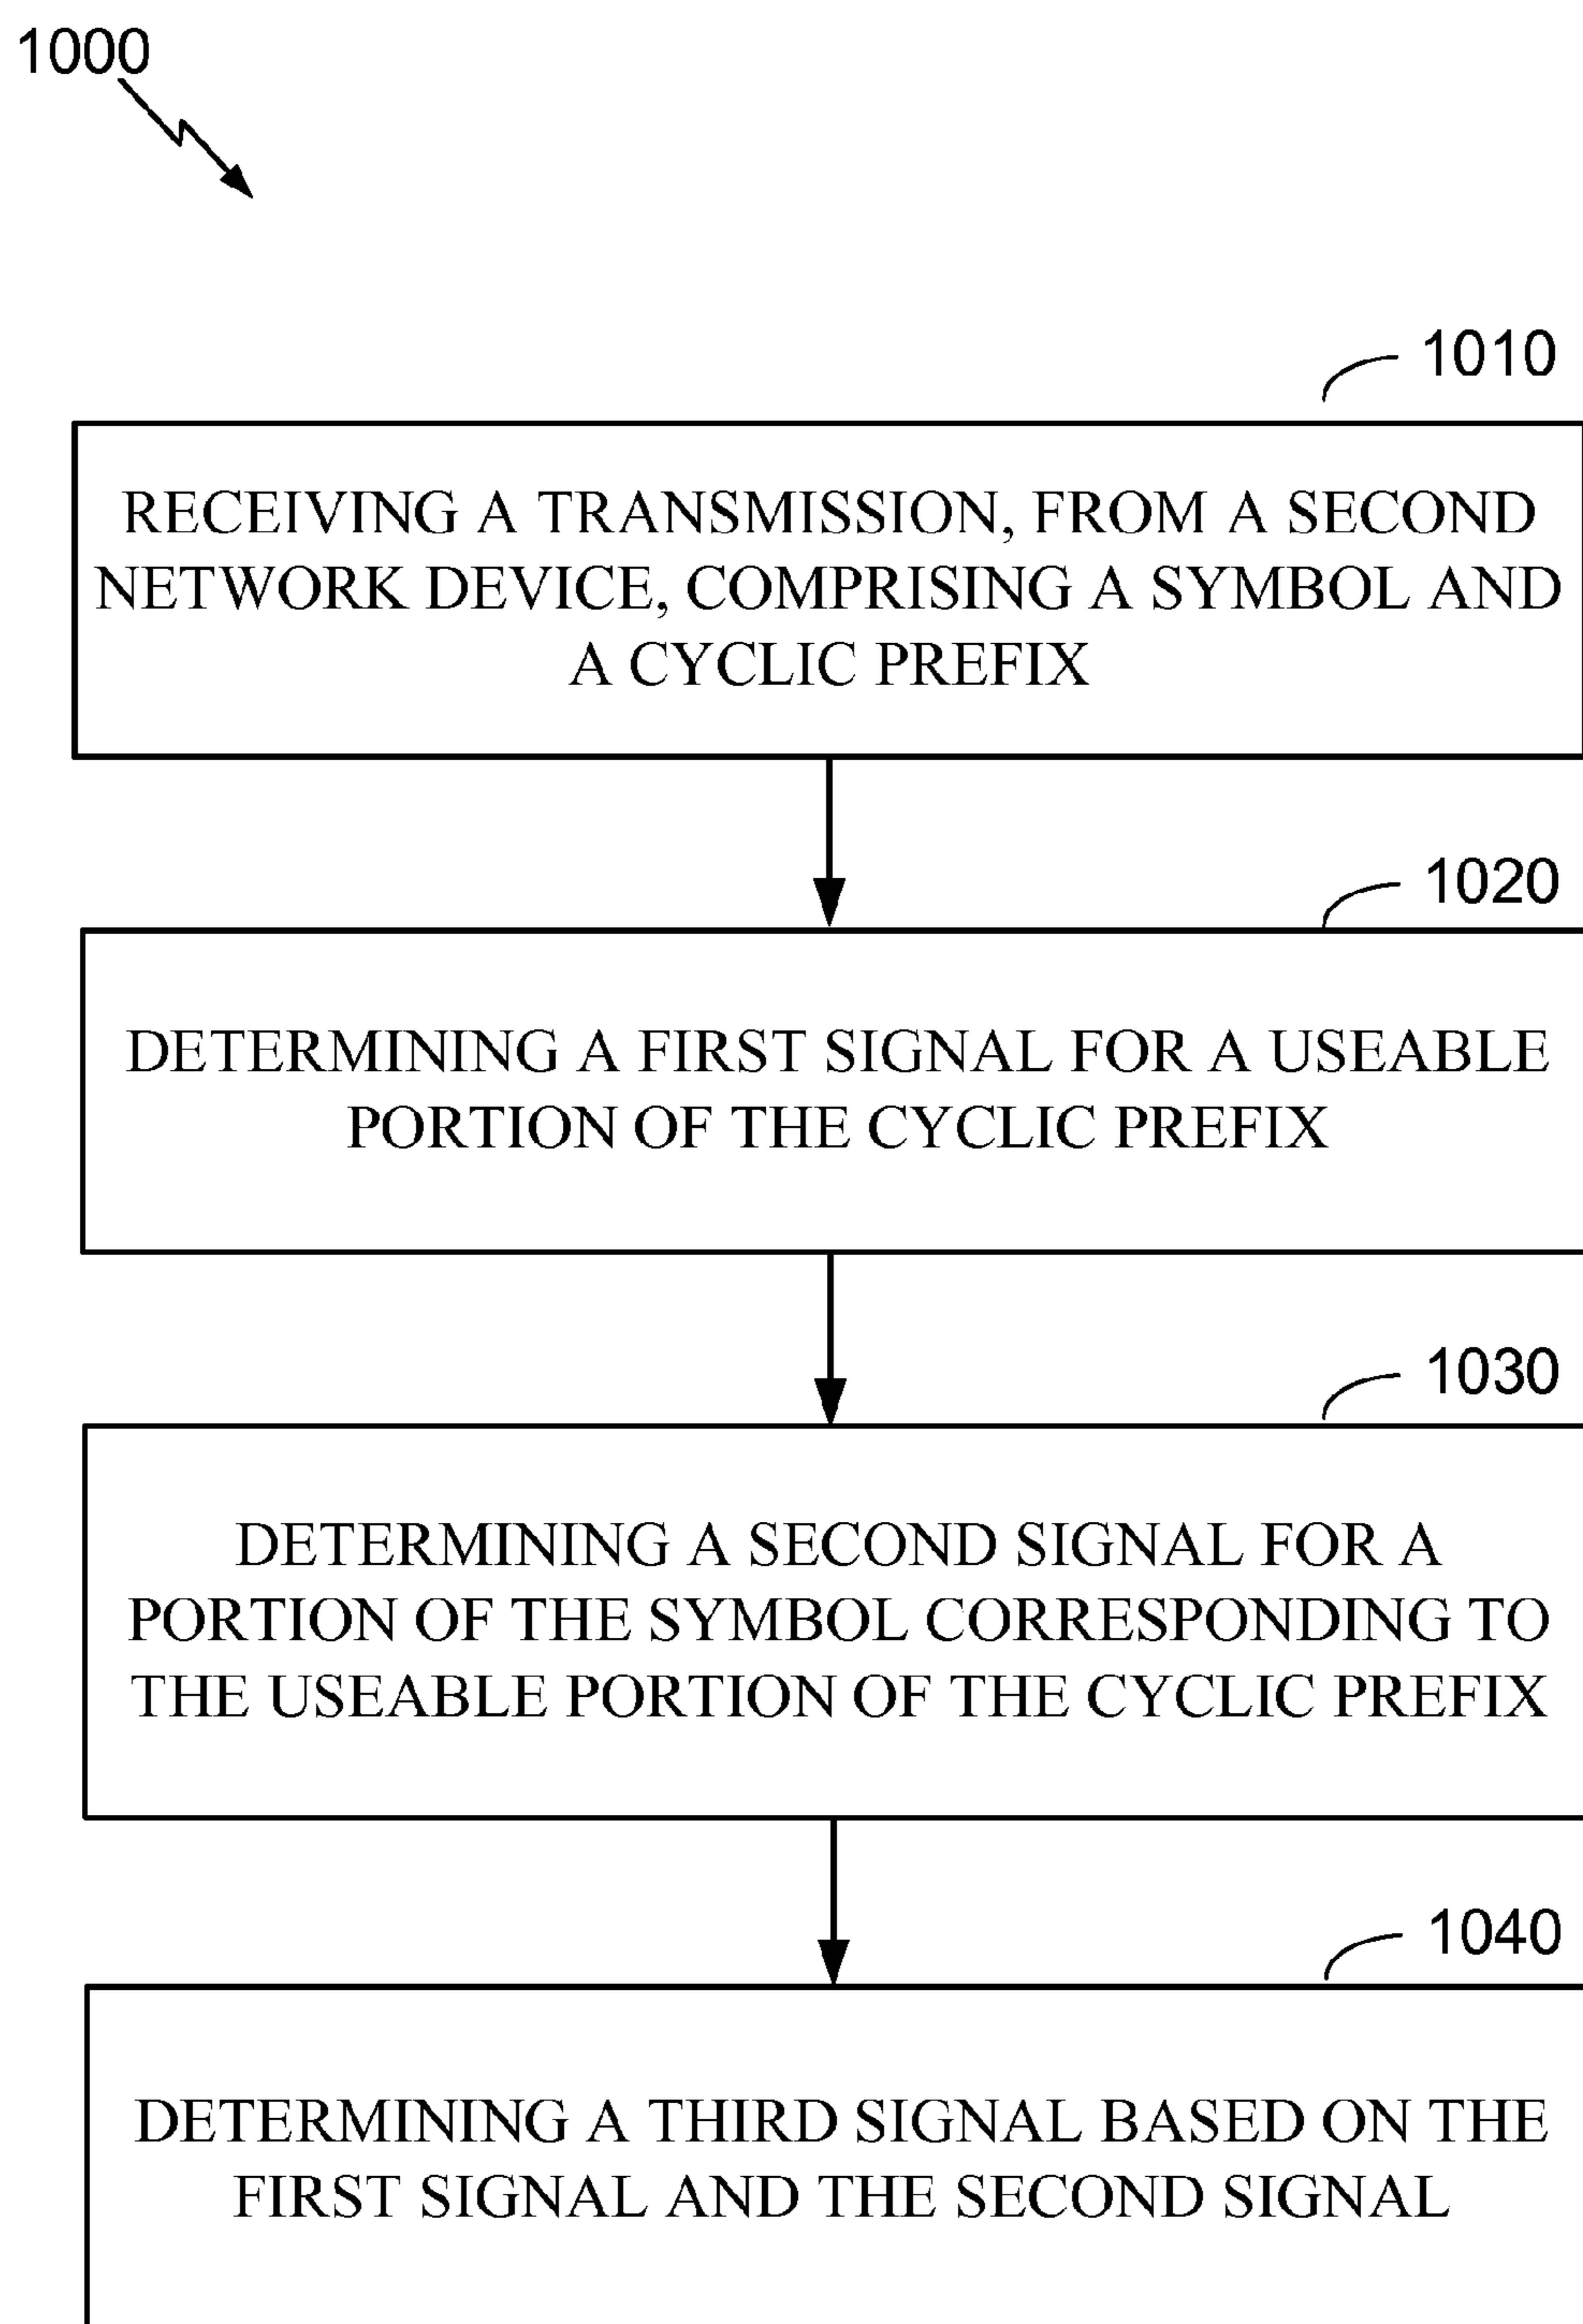 1000
1010
RECEIVING A TRANSMISSION, FROM A SECOND
NETWORK DEVICE, COMPRISING A SYMBOL AND
A CYCLIC PREFIX
1020
DETERMINING A FIRST SIGNAL FOR A USEABLE
PORTION OF THE CYCLIC PREFIX
1030
DETERMINING A SECOND SIGNAL FOR A
PORTION OF THE SYMBOL CORRESPONDING TO
THE USEABLE PORTION OF THE CYCLIC PREFIX
1040
DETERMINING A THIRD SIGNAL BASED ON THE
FIRST SIGNAL AND THE SECOND SIGNAL